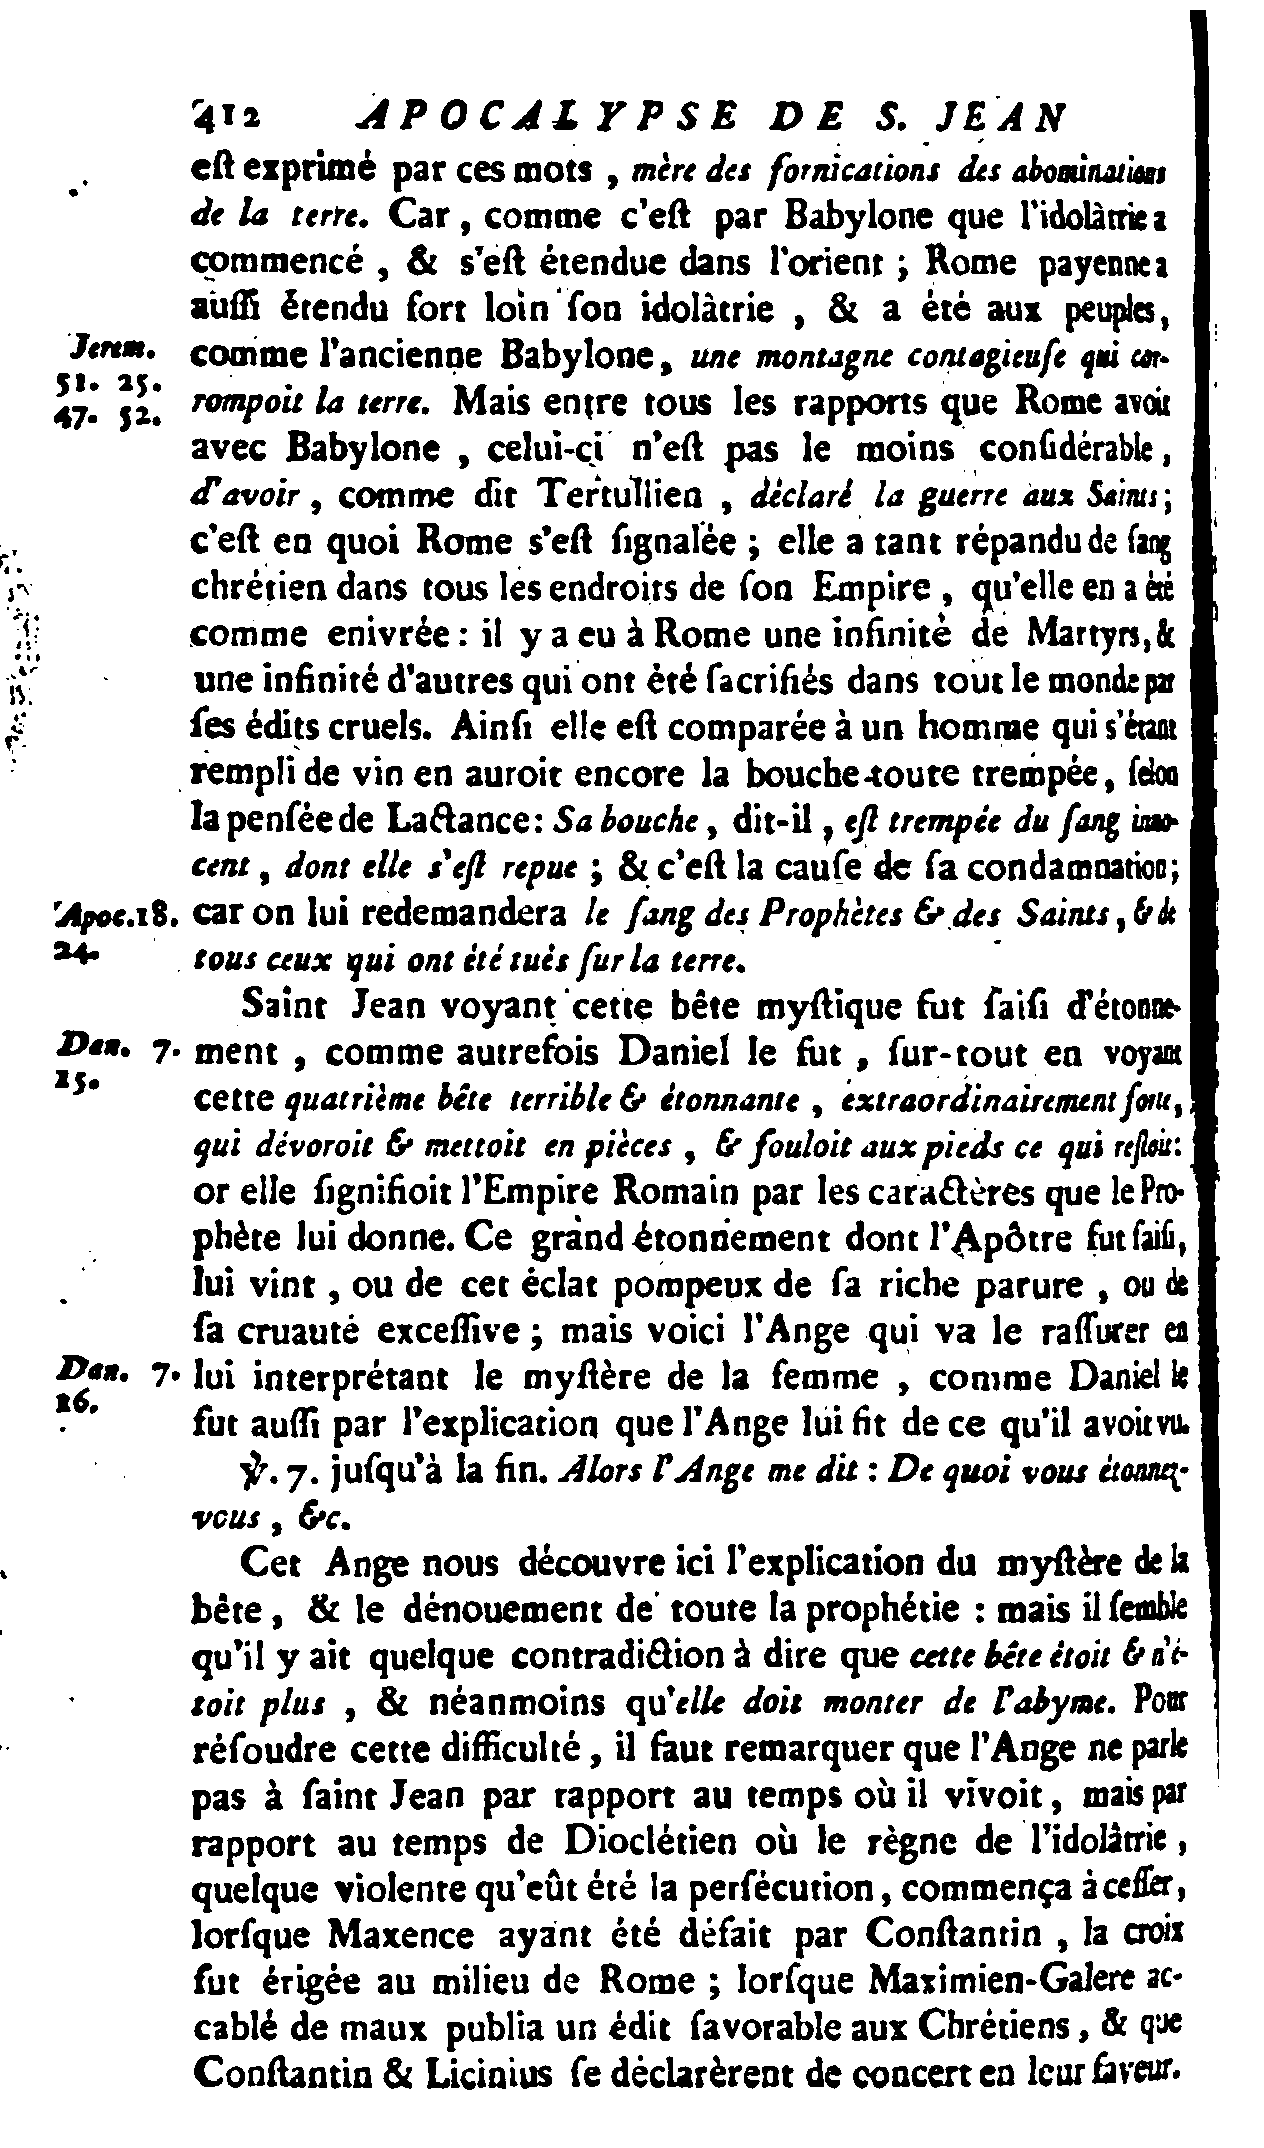 412 APOCALYPSE DE S. JEAN
eſt exprimé par ces mots, mère des fornications des abominations
de la terre. Car, comme c'eſt par Babylone que l'idolâtrie a
commencé, & s'eſt étendue dans l'orient; Rome payenne a
auſſi étendu fort loin ſon idolâtrie, & a été aux peuples,
Jerem. comme l'ancienne Babylone, une montagne contagieuſe qui cor-
51. 25.
47. 52. rompoit la terre. Mais entre tous les rapports que Rome avoit
avec Babylone, celui-ci n'eſt pas le moins conſidérable,
d'avoir, comme dit Tertullien, déclaré la guerre aux Saints;
c'eſt en quoi Rome s'eſt ſignalée; elle a tant répandu de ſang
chrétien dans tous les endroits de ſon Empire, qu'elle en a été
comme enivrée: il y a eu à Rome une infinité de Martyrs, &
une infinité d'autres qui ont été ſacrifiés dans tout le monde par
ſes édits cruels. Ainſi elle eſt comparée à un homme qui s'étant
rempli de vin en auroit encore la bouche toute trempée, ſelon
la penſée de Lactance: Sa bouche, dit-il, eſt trempée du ſang inno-
cent, dont elle s'eſt repue; & c'eſt la cauſe de ſa condamnation;
Apoc. 18. car on lui redemandera le ſang des Prophètes & des Saints, & de
24. tous ceux qui ont été tués ſur la terre.
Saint Jean voyant cette bête myſtique fut ſaiſi d'étonne-
Dan. 7. ment, comme autrefois Daniel le fut, ſur-tout en voyant
15.
cette quatrième bête terrible & étonnante, extraordinairement forte,
qui dévoroit & mettoit en pièces, & fouloit aux pieds ce qui reſtoit:
or elle ſignifioit l'Empire Romain par les caractères que le Pro-
phète lui donne. Ce grand étonnement dont l'Apôtre fut ſaiſi,
lui vint, ou de cet éclat pompeux de ſa riche parure, ou de
ſa cruauté exceſſive; mais voici l'Ange qui va le raſſurer en
Dan. 7. lui interprétant le myſtère de la femme, comme Daniel le
16.
fut auſſi par l'explication que l'Ange lui fit de ce qu'il avoit vu.
℣. 7. juſqu'à la fin. Alors l'Ange me dit: De quoi vous étonnez-
vous, &c.
Cet Ange nous découvre ici l'explication du myſtère de la
bête, & le dénouement de toute la prophétie: mais il ſemble
qu'il y ait quelque contradiction à dire que cette bête étoit & n'é-
toit plus, & néanmoins qu'elle doit monter de l'abyme. Pour
réſoudre cette difficulté, il faut remarquer que l'Ange ne parle
pas à ſaint Jean par rapport au temps où il vivoit, mais par
rapport au temps de Dioclétien où le règne de l'idolâtrie,
quelque violente qu'eût été la perſécution, commença à ceſſer,
lorſque Maxence ayant été défait par Conſtantin, la croix
fut érigée au milieu de Rome; lorſque Maximien-Galere ac-
cablé de maux publia un édit favorable aux Chrétiens, & que
Conſtantin & Licinius ſe déclarèrent de concert en leur faveur.